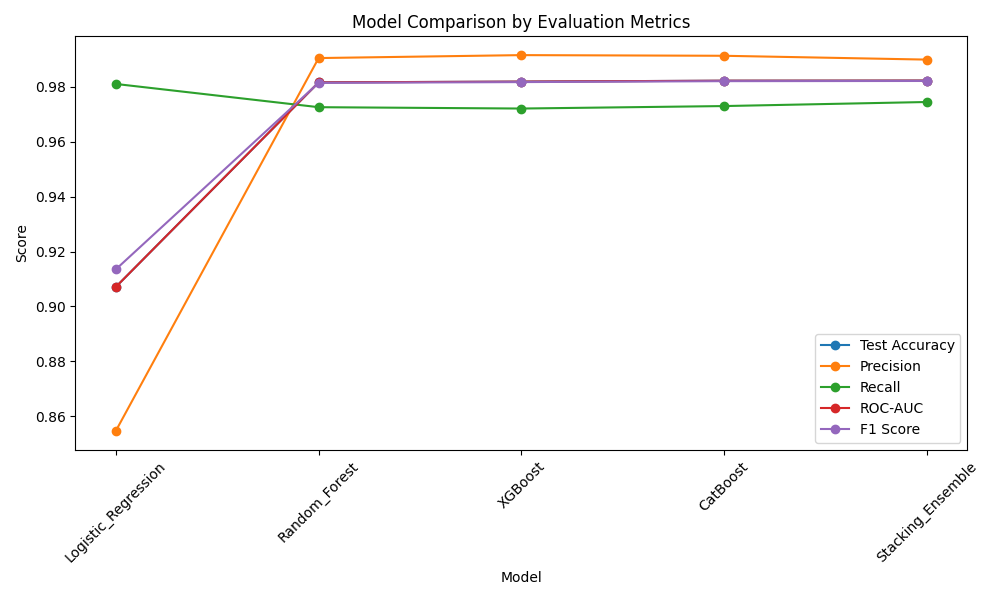 Model Comparison by Evaluation Metrics
Score
0.98
0.96
0.94
0.92
0.90
0.88
0.86
Test Accuracy
Precision
Recall
ROC-AUC
F1 Score
Logistic_Regression
Random_Forest
XGBoost
CatBoost
Stacking_Ensemble
Model